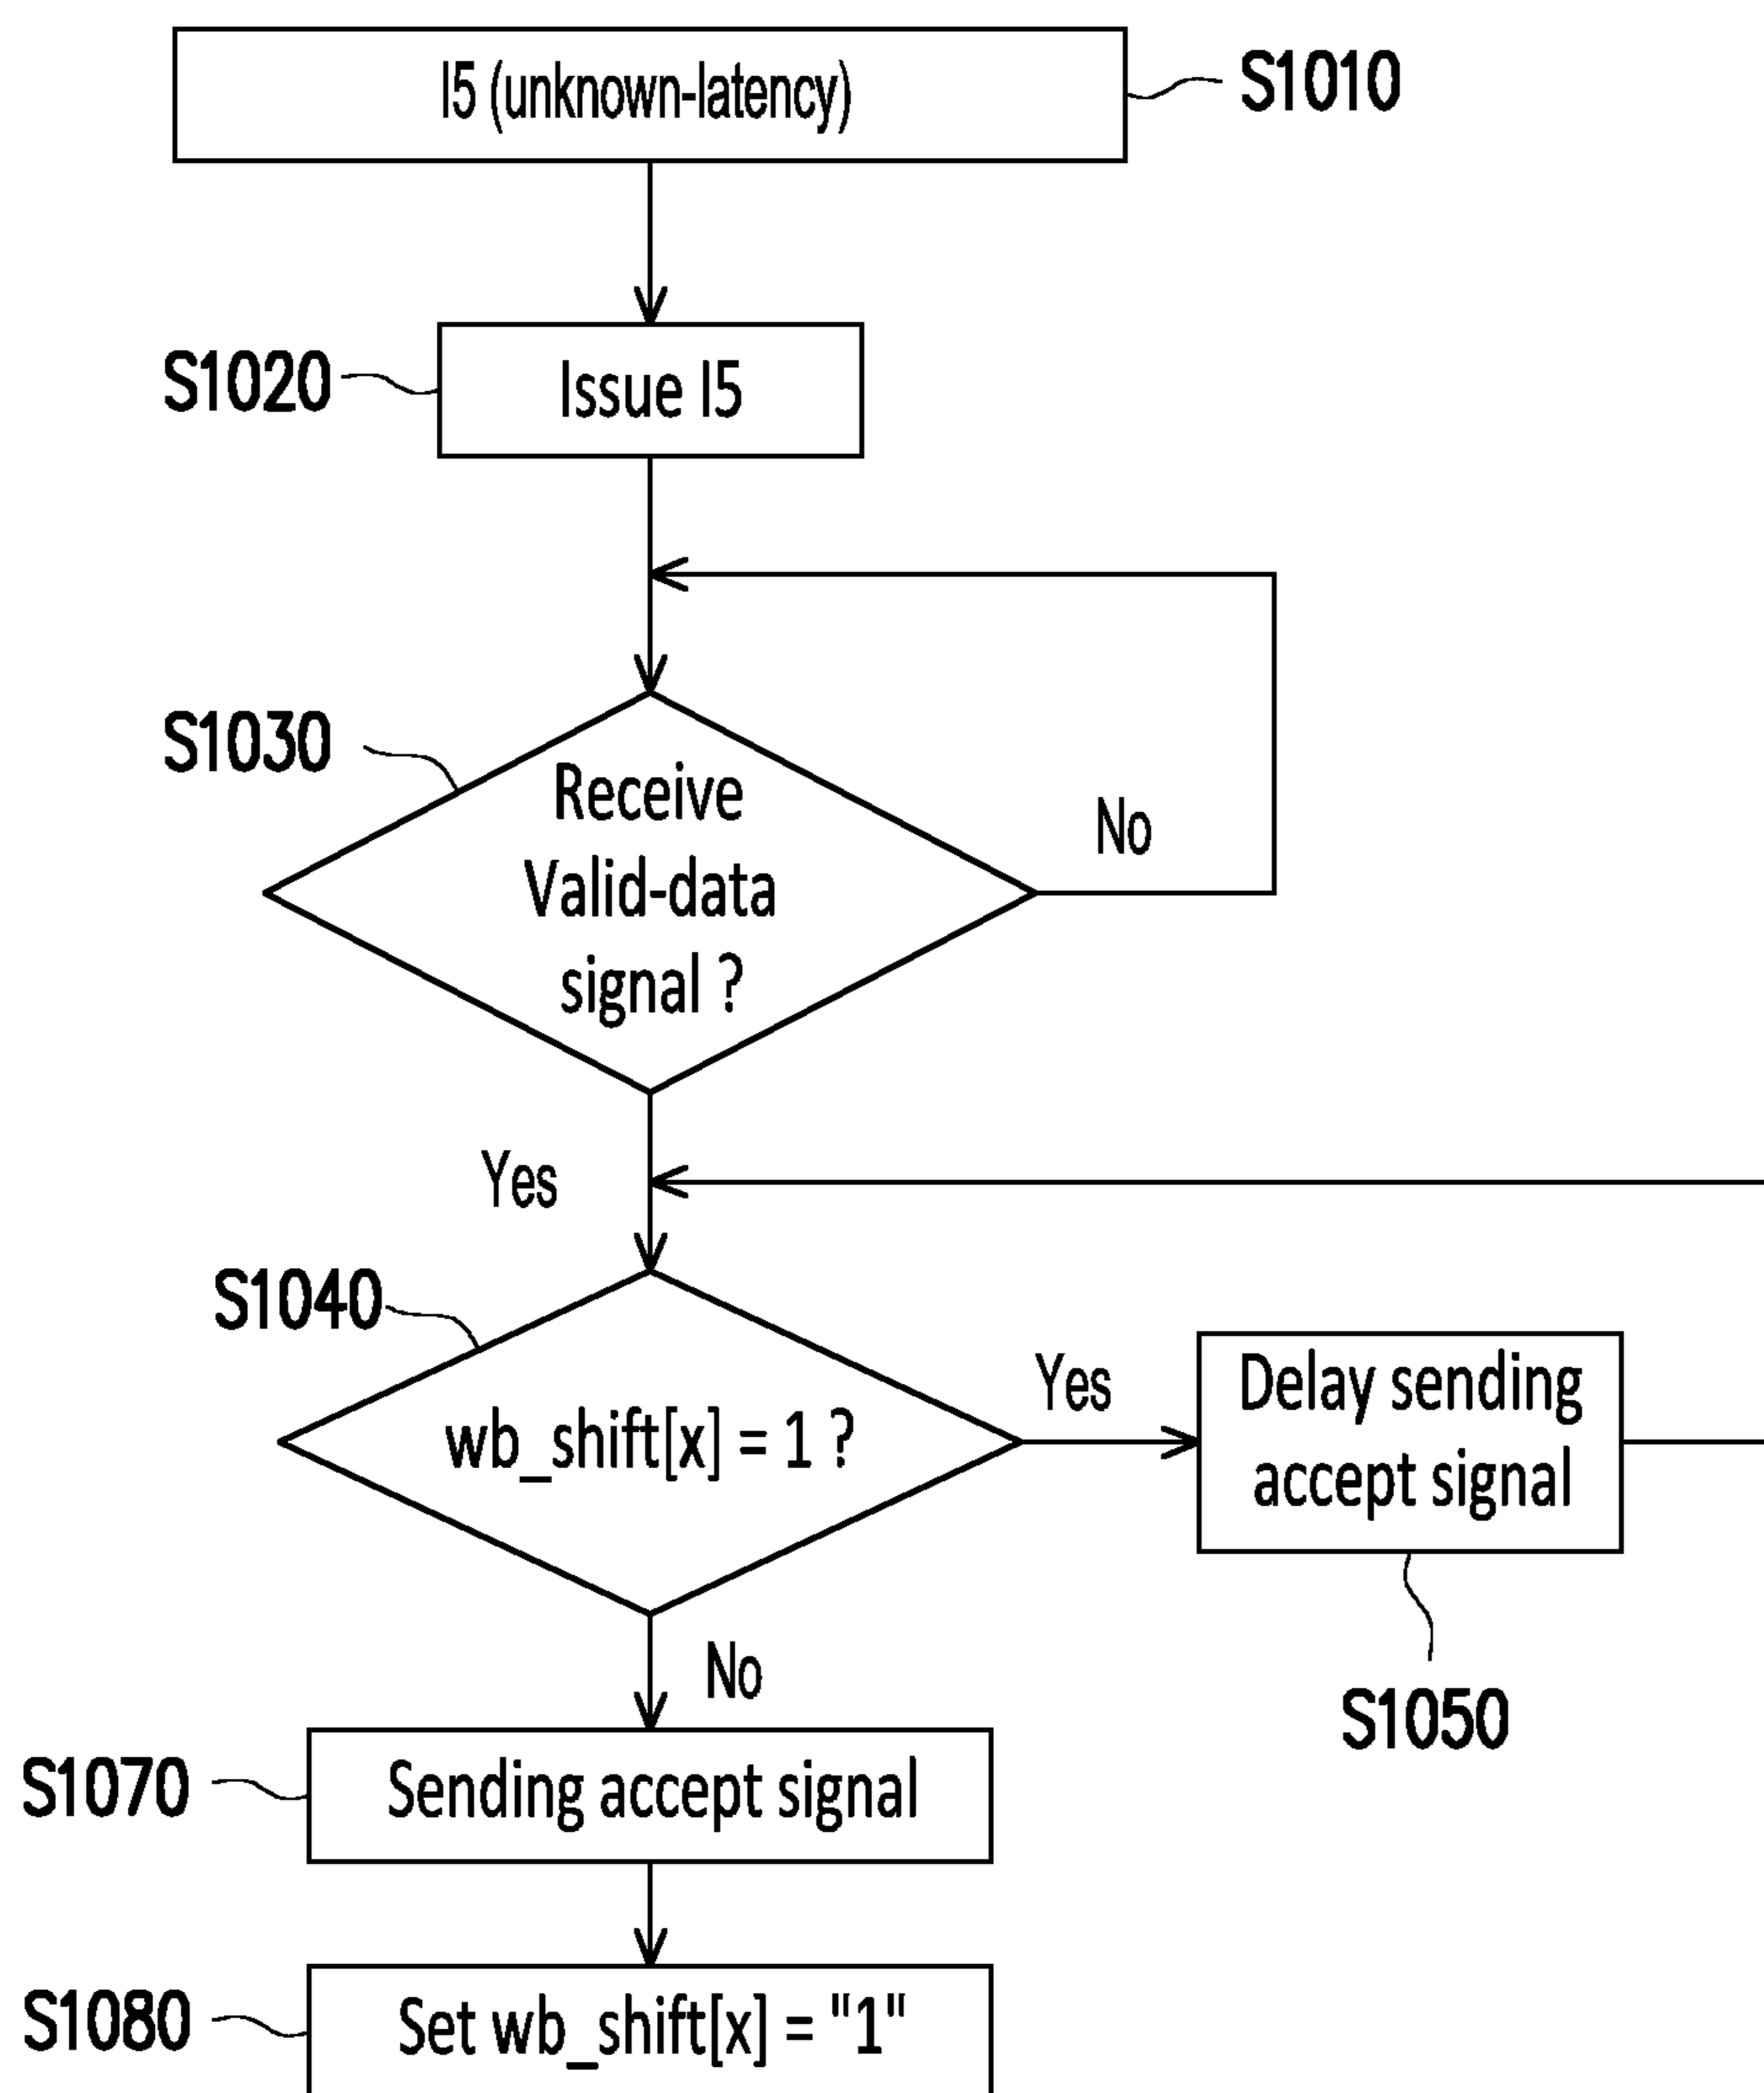 I5 (unknown-latency)
S1010
S1020
Issue I5
S1030
Receive
Valid-data
signal ?
No
Yes
S1040
wb_shift[x] = 1 ?
Yes
Delay sending
accept signal
S1050
No
S1070
Sending accept signal
S1080
Set wb_shift[x] = "1"